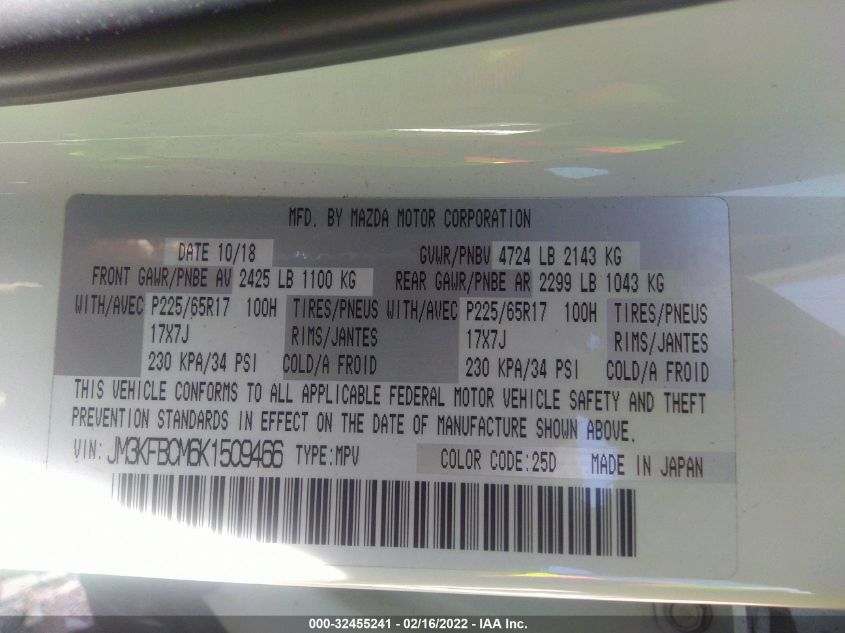 MFD. BY MAZDA MOTOR CORPORATION
DATE 10/18 GVWR/PNBV 4724 LB 2143 KG
FRONT GAWR/PNBE AV 2425 LB 1100 KG REAR GAWR/PNBE AR 2299 LB 1043 KG
WITH/AVEC P225/65R17 100H TIRES/PNEUS WITH/AVEC P225/65R17 100H TIRES/PNEUS
17X7J RIMS/JANTES 17X7J RIMS/JANTES
230 KPA/34 PSI COLD/A FROID 230 KPA/34 PSI COLD/A FROID
THIS VEHICLE CONFORMS TO ALL APPLICABLE FEDERAL MOTOR VEHICLE SAFETY AND THEFT
PREVENTION STANDARDS IN EFFECT ON THE DATE OF MANUFACTURE SHOWN ABOVE.
VIN: JM3KFBCM6K1509466 TYPE:MPV COLOR CODE:25D MADE IN JAPAN
000-32455241 - 02/16/2022 - IAA Inc.